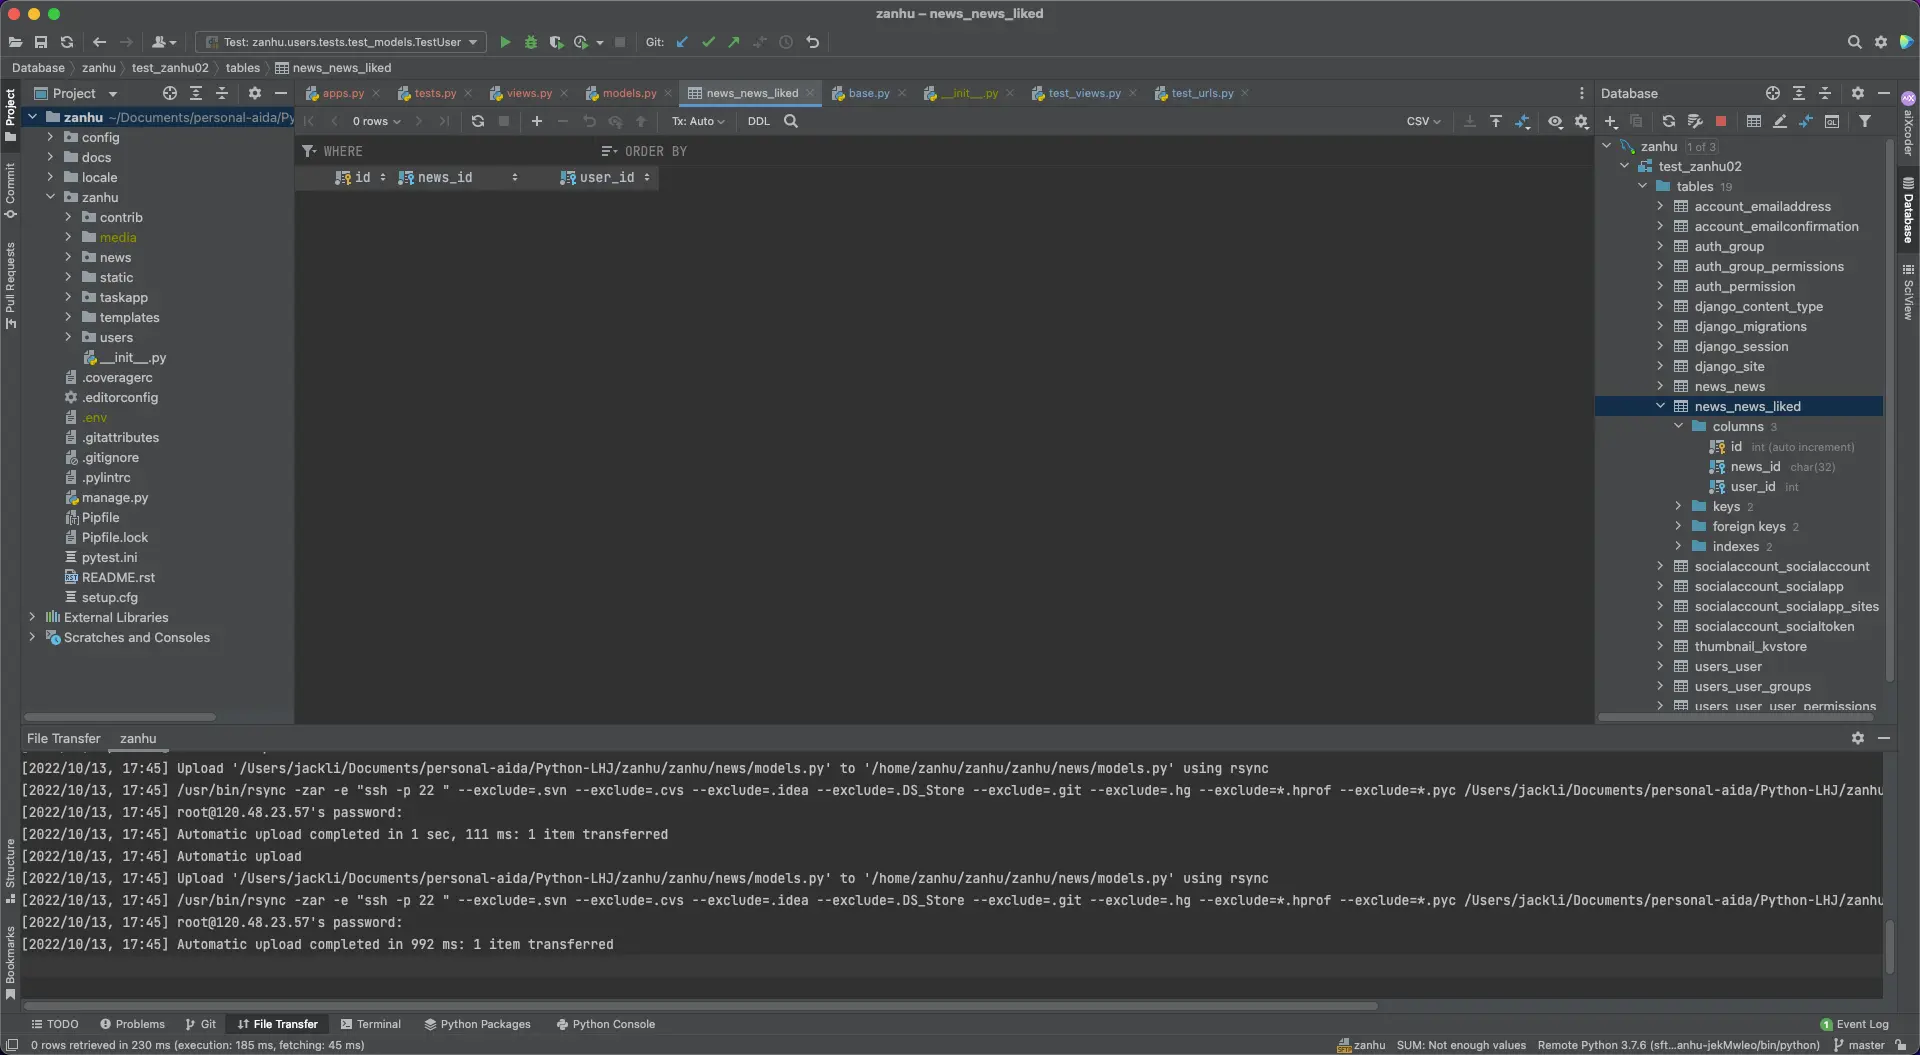 zanhu – news_news_liked
Test: zanhu.users.tests.test_models.TestUser
Git:
Database zanhu test_zanhu02 tables news_news_liked
Project
Commit
Pull Requests
Structure
Bookmarks
Project
zanhu ~/Documents/personal-aida/Py
config
docs
locale
zanhu
contrib
media
news
static
taskapp
templates
users
__init__.py
.coveragerc
.editorconfig
.env
.gitattributes
.gitignore
.pylintrc
manage.py
Pipfile
Pipfile.lock
pytest.ini
README.rst
setup.cfg
External Libraries
Scratches and Consoles
apps.py tests.py views.py models.py news_news_liked base.py __init__.py test_views.py test_urls.py
0 rows Tx: Auto DDL CSV
WHERE ORDER BY
id news_id user_id
Database
zanhu 1 of 3
test_zanhu02
tables 19
account_emailaddress
account_emailconfirmation
auth_group
auth_group_permissions
auth_permission
django_content_type
django_migrations
django_session
django_site
news_news
news_news_liked
columns 3
id int (auto increment)
news_id char(32)
user_id int
keys 2
foreign keys 2
indexes 2
socialaccount_socialaccount
socialaccount_socialapp
socialaccount_socialapp_sites
socialaccount_socialtoken
thumbnail_kvstore
users_user
users_user_groups
users_user_user_permissions
aiXcoder
Database
SciView
File Transfer zanhu
[2022/10/13, 17:45] Upload '/Users/jackli/Documents/personal-aida/Python-LHJ/zanhu/zanhu/news/models.py' to '/home/zanhu/zanhu/zanhu/news/models.py' using rsync
[2022/10/13, 17:45] /usr/bin/rsync -zar -e "ssh -p 22 " --exclude=.svn --exclude=.cvs --exclude=.idea --exclude=.DS_Store --exclude=.git --exclude=.hg --exclude=*.hprof --exclude=*.pyc /Users/jackli/Documents/personal-aida/Python-LHJ/zanhu
[2022/10/13, 17:45] root@120.48.23.57's password:
[2022/10/13, 17:45] Automatic upload completed in 1 sec, 111 ms: 1 item transferred
[2022/10/13, 17:45] Automatic upload
[2022/10/13, 17:45] Upload '/Users/jackli/Documents/personal-aida/Python-LHJ/zanhu/zanhu/news/models.py' to '/home/zanhu/zanhu/zanhu/news/models.py' using rsync
[2022/10/13, 17:45] /usr/bin/rsync -zar -e "ssh -p 22 " --exclude=.svn --exclude=.cvs --exclude=.idea --exclude=.DS_Store --exclude=.git --exclude=.hg --exclude=*.hprof --exclude=*.pyc /Users/jackli/Documents/personal-aida/Python-LHJ/zanhu
[2022/10/13, 17:45] root@120.48.23.57's password:
[2022/10/13, 17:45] Automatic upload completed in 992 ms: 1 item transferred
TODO Problems Git File Transfer Terminal Python Packages Python Console 1 Event Log
0 rows retrieved in 230 ms (execution: 185 ms, fetching: 45 ms) zanhu SUM: Not enough values Remote Python 3.7.6 (sft...anhu-jekMwleo/bin/python) master